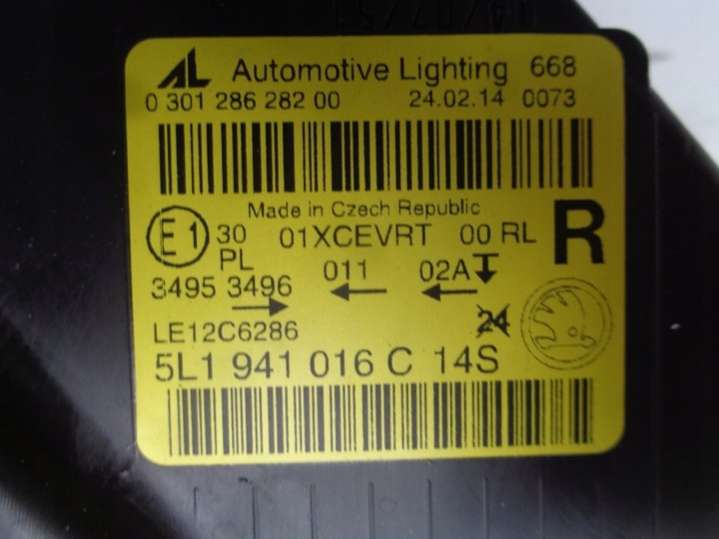 AL Automotive Lighting 668
0 301 286 282 00 24.02.14 0073
Made in Czech Republic
E1 30 01XCEVRT 00 RL R
PL 011 02A
3495 3496
LE12C6286 24
5L1 941 016 C 14S